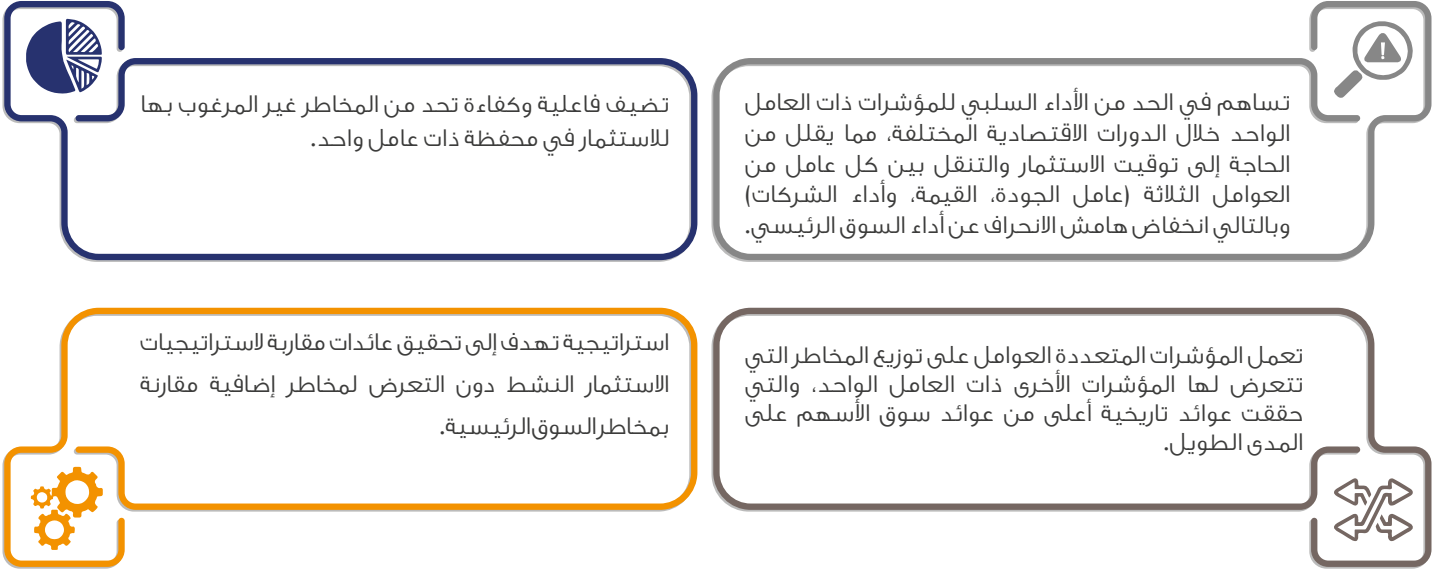 تساهم في الحد من الأداء السلبي للمؤشرات ذات العامل
الواحد خلال الدورات الاقتصادية المختلفة، مما يقلل من
الحاجة إلى توقيت الاستثمار والتنقل بين كل عامل من
العوامل الثلاثة (عامل الجودة، القيمة، وأداء الشركات)
وبالتالي انخفاض هامش الانحراف عن أداء السوق الرئيسي.
تضيف فاعلية وكفاءة تحد من المخاطر غير المرغوب بها
للاستثمار في محفظة ذات عامل واحد.
تعمل المؤشرات المتعددة العوامل على توزيع المخاطر التي
تتعرض لها المؤشرات الأخرى ذات العامل الواحد، والتي
حققت عوائد تاريخية أعلى من عوائد سوق الأسهم على
المدى الطويل.
استراتيجية تهدف إلى تحقيق عائدات مقاربة لاستراتيجيات
الاستثمار النشط دون التعرض لمخاطر إضافية مقارنة
بمخاطرالسوق الرئيسية.